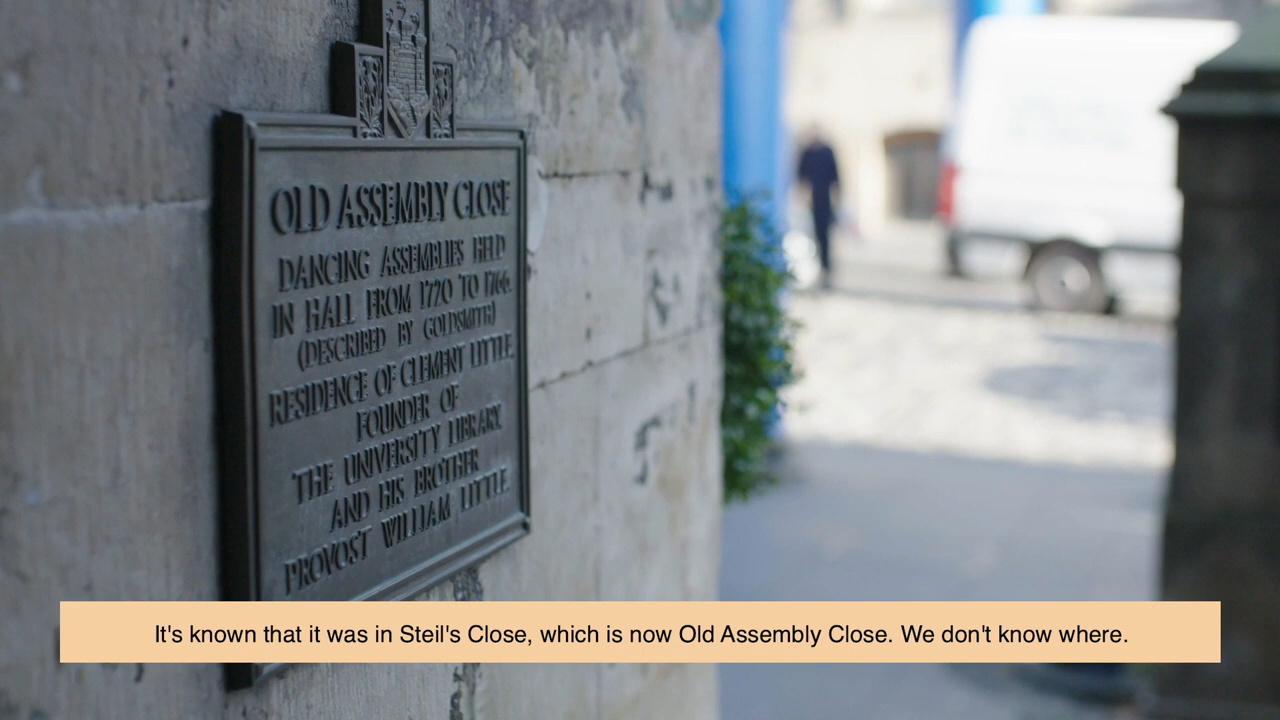 OLD ASSEMBLY CLOSE
DANCING ASSEMBLIES HELD
IN HALL FROM 1720 TO 1766.
(DESCRIBED BY GOLDSMITH)
RESIDENCE OF CLEMENT LITTLE,
FOUNDER OF
THE UNIVERSITY LIBRARY,
AND HIS BROTHER
PROVOST WILLIAM LITTLE.
It's known that it was in Steil's Close, which is now Old Assembly Close. We don't know where.